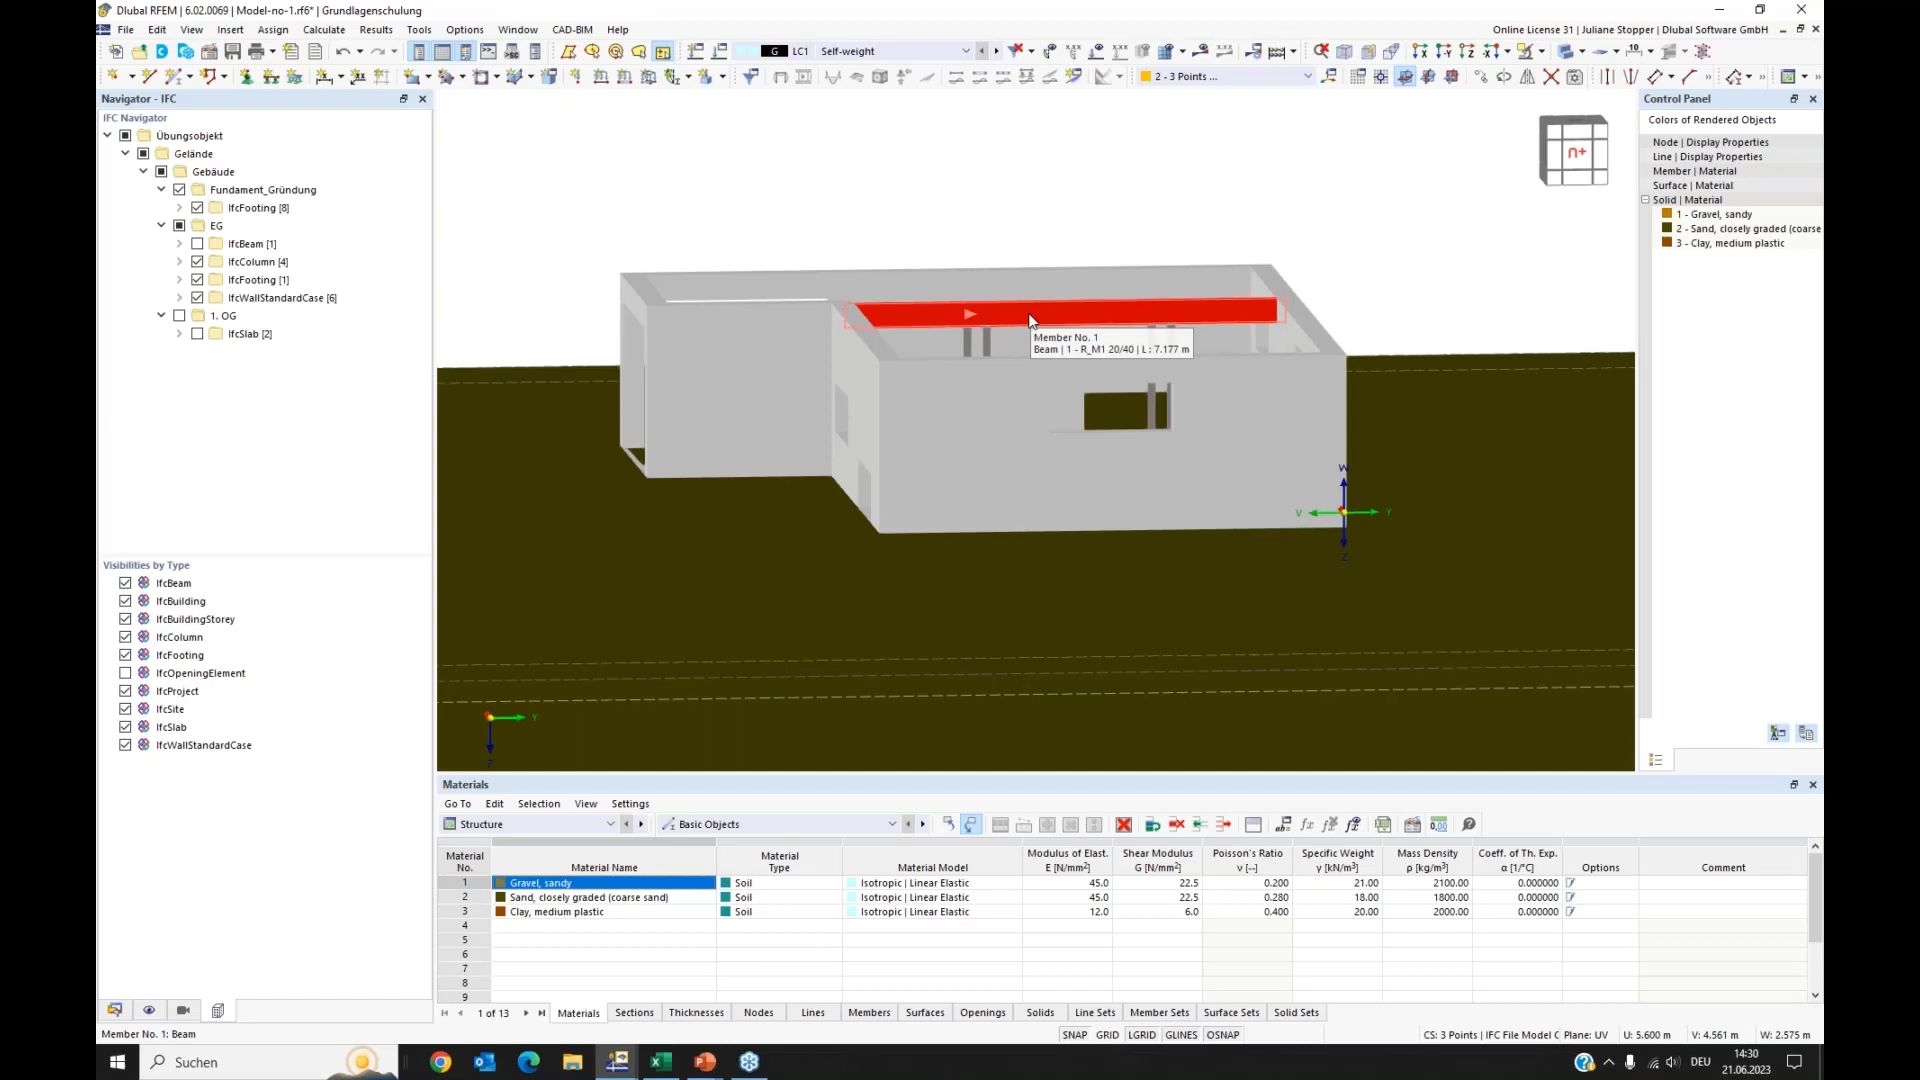 Dlubal RFEM | 6.02.0069 | Model-no-1.rf6* | Grundlagenschulung
File Edit View Insert Assign Calculate Results Tools Options Window CAD-BIM Help
Online License 31 | Juliane Stopper | Dlubal Software GmbH
G LC1 Self-weight
2 - 3 Points ...
Navigator - IFC
IFC Navigator
Übungsobjekt
Gelände
Gebäude
Fundament_Gründung
IfcFooting [8]
EG
IfcBeam [1]
IfcColumn [4]
IfcFooting [1]
IfcWallStandardCase [6]
1. OG
IfcSlab [2]
Visibilities by Type
IfcBeam
IfcBuilding
IfcBuildingStorey
IfcColumn
IfcFooting
IfcOpeningElement
IfcProject
IfcSite
IfcSlab
IfcWallStandardCase
Member No. 1
Beam | 1 - R_M1 20/40 | L : 7.177 m
W
V
Y
Z
Y
Z
Control Panel
Colors of Rendered Objects
Node | Display Properties
Line | Display Properties
Member | Material
Surface | Material
Solid | Material
1 - Gravel, sandy
2 - Sand, closely graded (coarse
3 - Clay, medium plastic
Materials
Go To Edit Selection View Settings
Structure Basic Objects
Material No. Material Name Material Type Material Model Modulus of Elast. E [N/mm²] Shear Modulus G [N/mm²] Poisson's Ratio ν [--] Specific Weight γ [kN/m³] Mass Density ρ [kg/m³] Coeff. of Th. Exp. α [1/°C] Options Comment
1 Gravel, sandy Soil Isotropic | Linear Elastic 45.0 22.5 0.200 21.00 2100.00 0.000000
2 Sand, closely graded (coarse sand) Soil Isotropic | Linear Elastic 45.0 22.5 0.280 18.00 1800.00 0.000000
3 Clay, medium plastic Soil Isotropic | Linear Elastic 12.0 6.0 0.400 20.00 2000.00 0.000000
4
5
6
7
8
9
1 of 13 Materials Sections Thicknesses Nodes Lines Members Surfaces Openings Solids Line Sets Member Sets Surface Sets Solid Sets
Member No. 1: Beam
SNAP GRID LGRID GLINES OSNAP
CS: 3 Points | IFC File Model C Plane: UV U: 5.600 m V: 4.561 m W: 2.575 m
Suchen
DEU
14:30
21.06.2023